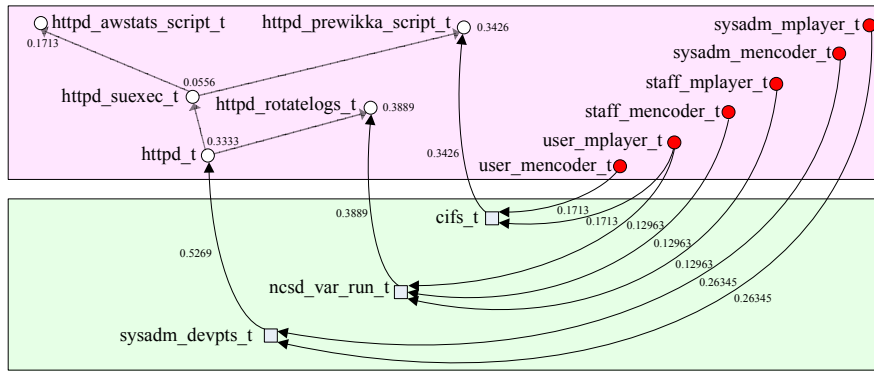 httpd_awstats_script_t
0.1713
httpd_prewikka_script_t
0.3426
sysadm_mplayer_t
sysadm_mencoder_t
staff_mplayer_t
staff_mencoder_t
user_mplayer_t
user_mencoder_t
0.0556
httpd_suexec_t
httpd_rotatelogs_t
0.3889
0.3333
httpd_t
0.3426
0.1713
0.1713
cifs_t
0.12963
0.12963
0.12963
0.26345
0.26345
0.3889
0.5269
ncsd_var_run_t
sysadm_devpts_t